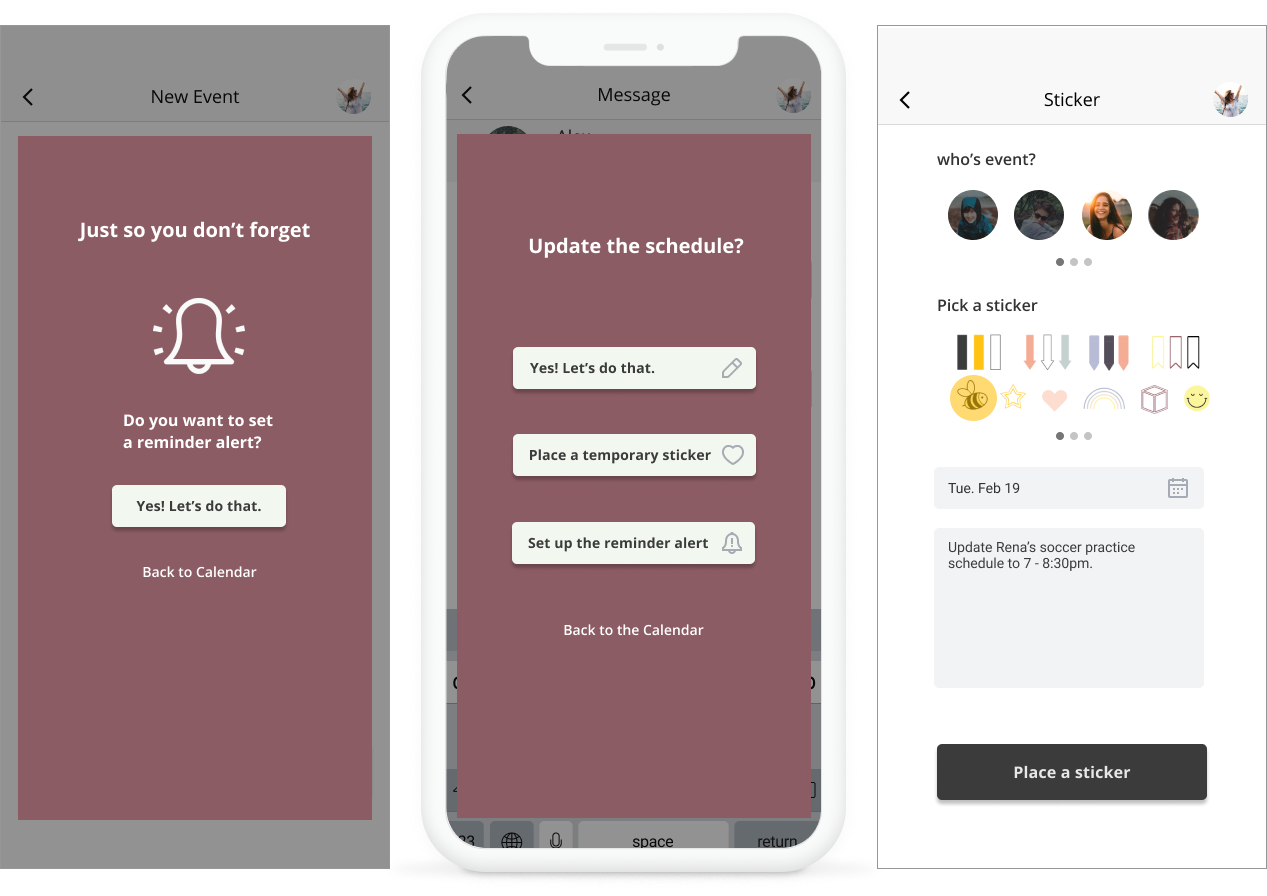 New Event
Just so you don’t forget
Do you want to set
a reminder alert?
Yes! Let’s do that.
Back to Calendar
Message
Update the schedule?
Yes! Let’s do that.
Place a temporary sticker
Set up the reminder alert
Back to the Calendar
space
return
Sticker
who’s event?
Pick a sticker
Tue. Feb 19
Update Rena’s soccer practice
schedule to 7 - 8:30pm.
Place a sticker